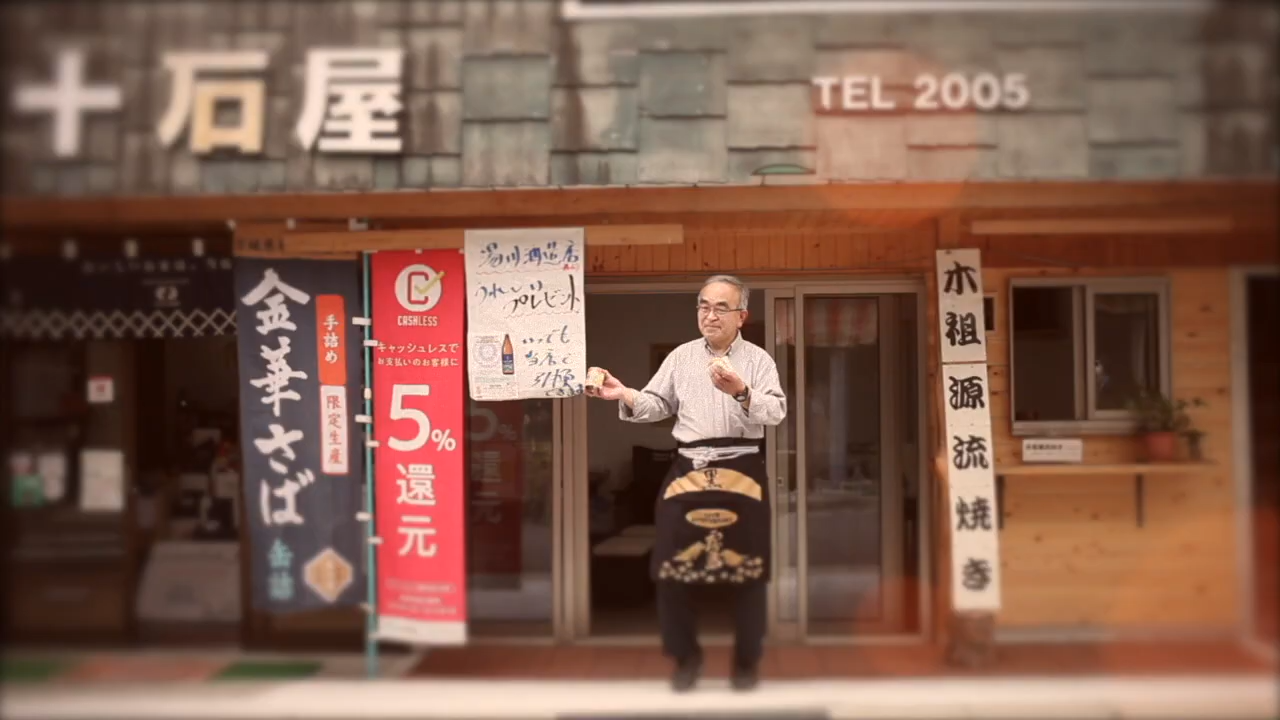 十石屋
TEL 2005
金華さば
手詰め
限定生産
缶詰
CASHLESS
キャッシュレスで
お支払いのお客様に
5%
還元
湯川酒造店
うれしい
プレゼント
いつでも
当店で
木祖源流焼き